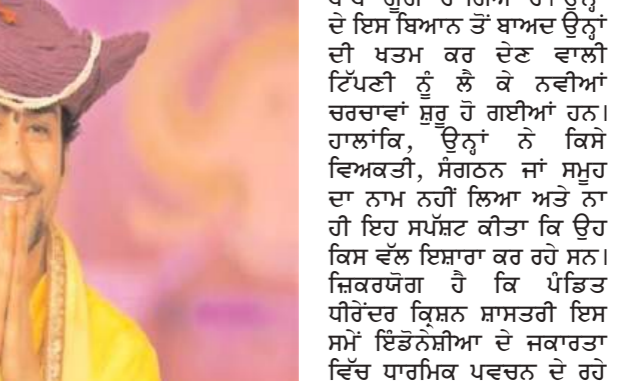 ਦੇ ਇਸ ਬਿਆਨ ਤੋਂ ਬਾਅਦ ਉਨ੍ਹਾਂ
ਦੀ ਖਤਮ ਕਰ ਦੇਣ ਵਾਲੀ
ਟਿੱਪਣੀ ਨੂੰ ਲੈ ਕੇ ਨਵੀਆਂ
ਚਰਚਾਵਾਂ ਸ਼ੁਰੂ ਹੋ ਗਈਆਂ ਹਨ।
ਹਾਲਾਂਕਿ, ਉਨ੍ਹਾਂ ਨੇ ਕਿਸੇ
ਵਿਅਕਤੀ, ਸੰਗਠਨ ਜਾਂ ਸਮੂਹ
ਦਾ ਨਾਮ ਨਹੀਂ ਲਿਆ ਅਤੇ ਨਾ
ਹੀ ਇਹ ਸਪੱਸ਼ਟ ਕੀਤਾ ਕਿ ਉਹ
ਕਿਸ ਵੱਲ ਇਸ਼ਾਰਾ ਕਰ ਰਹੇ ਸਨ।
ਜ਼ਿਕਰਯੋਗ ਹੈ ਕਿ ਪੰਡਿਤ
ਧੀਰੇਂਦਰ ਕ੍ਰਿਸ਼ਨ ਸ਼ਾਸਤਰੀ ਇਸ
ਸਮੇਂ ਇੰਡੋਨੇਸ਼ੀਆ ਦੇ ਜਕਾਰਤਾ
ਵਿੱਚ ਧਾਰਮਿਕ ਪ੍ਰਵਚਨ ਦੇ ਰਹੇ